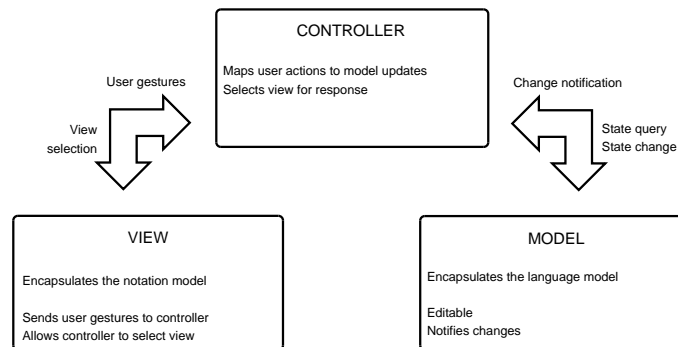 CONTROLLER
Maps user actions to model updates
Selects view for response
User gestures
View
selection
Change notification
State query
State change
VIEW
Encapsulates the notation model
Sends user gestures to controller
Allows controller to select view
MODEL
Encapsulates the language model
Editable
Notifies changes